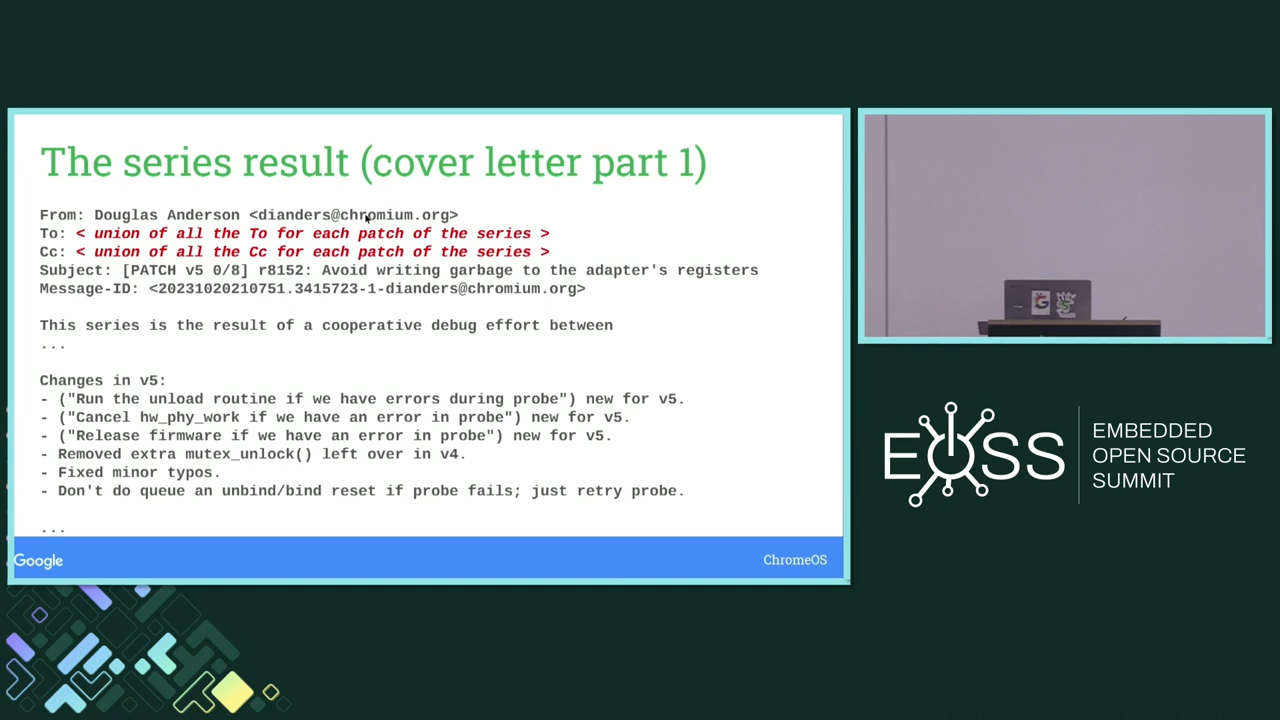 The series result (cover letter part 1)
From: Douglas Anderson <dianders@chromium.org>
To: < union of all the To for each patch of the series >
Cc: < union of all the Cc for each patch of the series >
Subject: [PATCH v5 0/8] r8152: Avoid writing garbage to the adapter's registers
Message-ID: <20231020210751.3415723-1-dianders@chromium.org>
This series is the result of a cooperative debug effort between
...
Changes in v5:
- ("Run the unload routine if we have errors during probe") new for v5.
- ("Cancel hw_phy_work if we have an error in probe") new for v5.
- ("Release firmware if we have an error in probe") new for v5.
- Removed extra mutex_unlock() left over in v4.
- Fixed minor typos.
- Don't do queue an unbind/bind reset if probe fails; just retry probe.
...
Google
ChromeOS
EOSS
EMBEDDED
OPEN SOURCE
SUMMIT